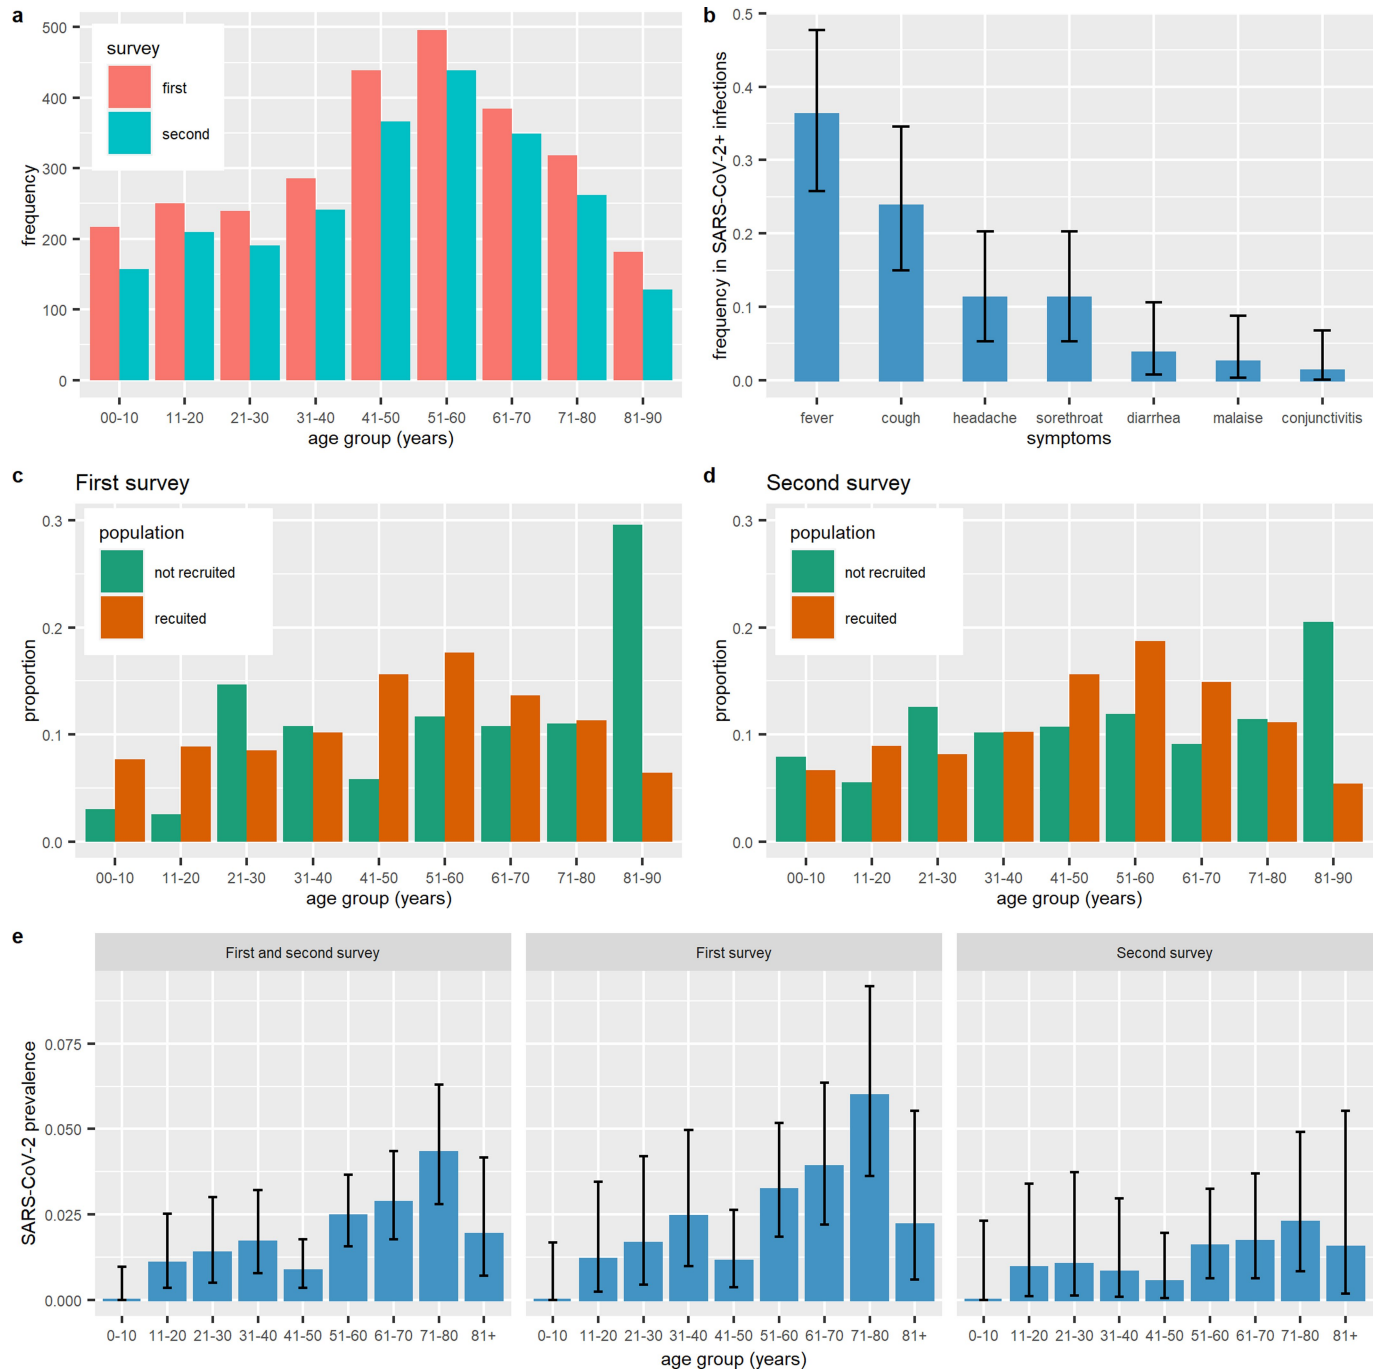 a
survey
first
second
frequency
500
400
300
200
100
0
00-10 11-20 21-30 31-40 41-50 51-60 61-70 71-80 81-90
age group (years)
b
frequency in SARS-CoV-2+ infections
0.5
0.4
0.3
0.2
0.1
0.0
fever cough headache sorethroat diarrhea malaise conjunctivitis
symptoms
c
First survey
population
not recruited
recuited
proportion
0.3
0.2
0.1
0.0
00-10 11-20 21-30 31-40 41-50 51-60 61-70 71-80 81-90
age group (years)
d
Second survey
population
not recruited
recuited
proportion
0.3
0.2
0.1
0.0
00-10 11-20 21-30 31-40 41-50 51-60 61-70 71-80 81-90
age group (years)
e
First and second survey
First survey
Second survey
SARS-CoV-2 prevalence
0.075
0.050
0.025
0.000
0-10 11-20 21-30 31-40 41-50 51-60 61-70 71-80 81+
0-10 11-20 21-30 31-40 41-50 51-60 61-70 71-80 81+
0-10 11-20 21-30 31-40 41-50 51-60 61-70 71-80 81+
age group (years)